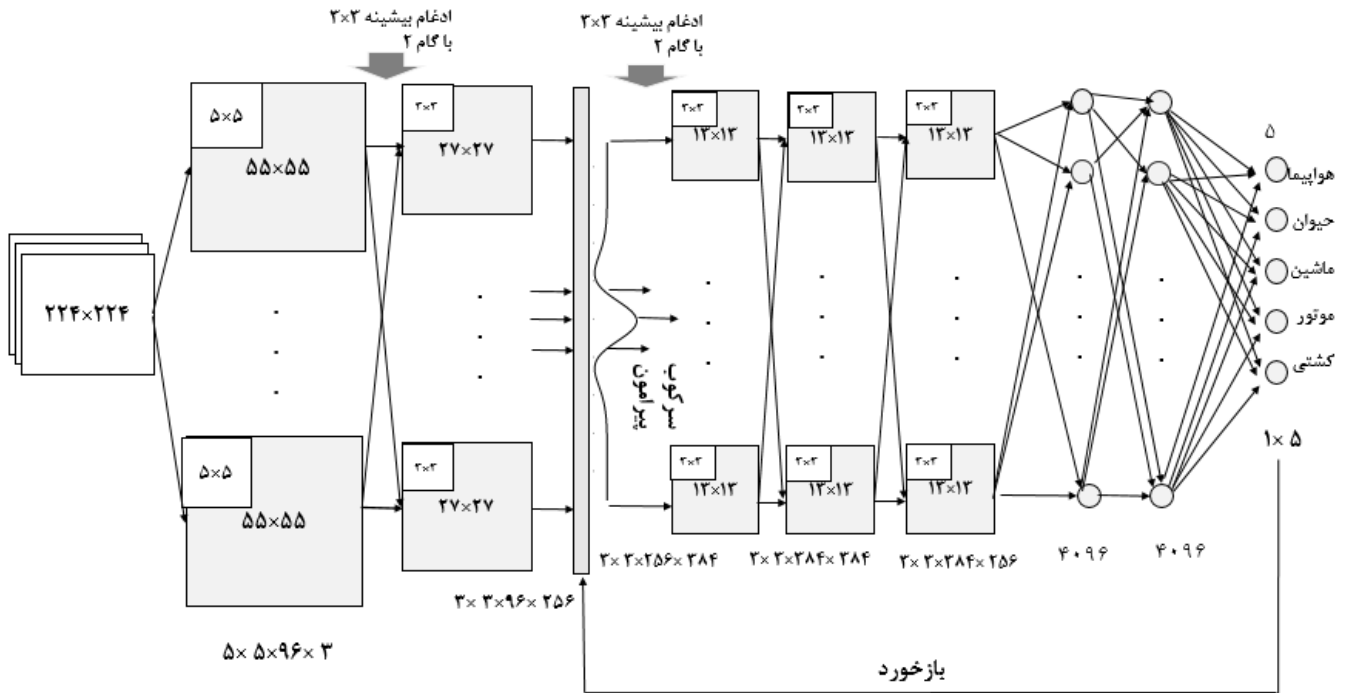 ادغام بیشینه ۳×۳
با گام ۲
ادغام بیشینه ۳×۳
با گام ۲
۵×۵
۵۵×۵۵
۳×۳
۲۷×۲۷
۳×۳
۱۳×۱۳
۳×۳
۱۳×۱۳
۳×۳
۱۳×۱۳
۵
هواپیما
حیوان
ماشین
موتور
کشتی
۱× ۵
۲۲۴×۲۲۴
سرکوب
پیرامون
۵×۵
۵۵×۵۵
۳×۳
۲۷×۲۷
۳×۳
۱۳×۱۳
۳×۳
۱۳×۱۳
۳×۳
۱۳×۱۳
۵× ۵×۹۶× ۳
۳× ۳×۹۶× ۲۵۶
۳× ۳×۲۵۶× ۳۸۴
۳× ۳×۳۸۴× ۳۸۴
۳× ۳×۳۸۴× ۲۵۶
۴۰۹۶
۴۰۹۶
بازخورد